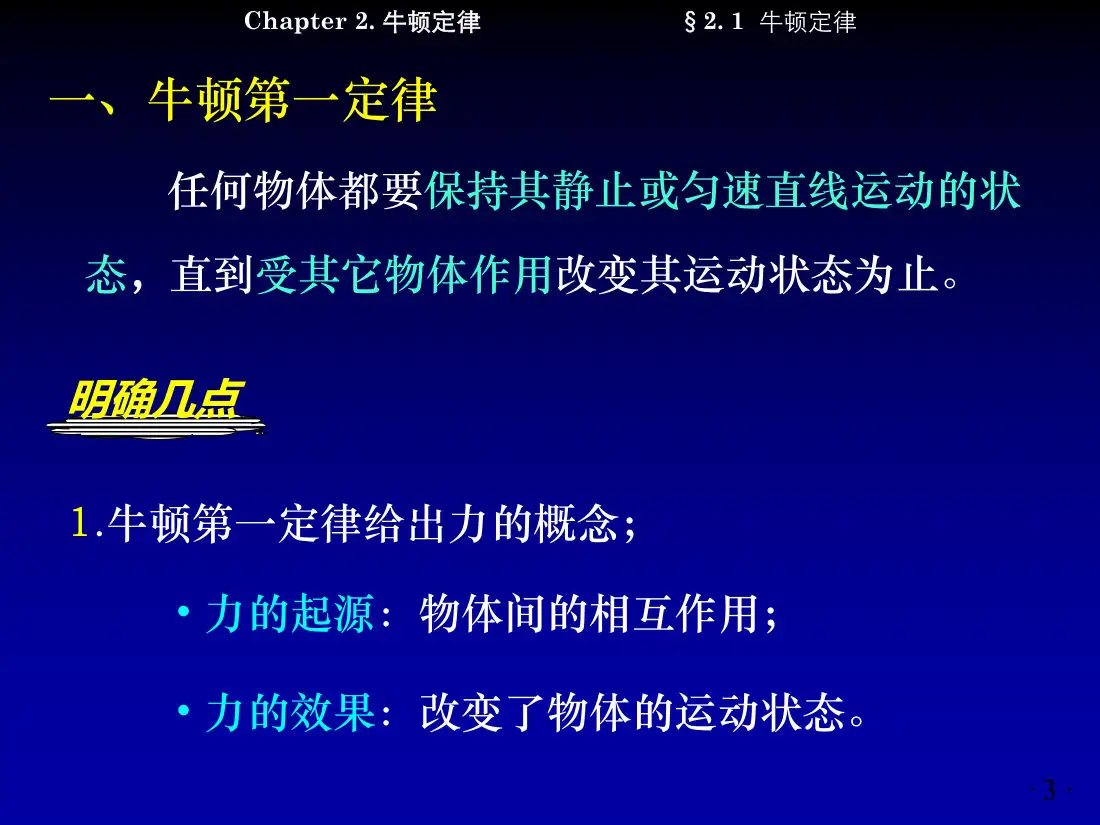 Chapter 2. 牛顿定律 §2.1 牛顿定律
一、牛顿第一定律
任何物体都要保持其静止或匀速直线运动的状
态，直到受其它物体作用改变其运动状态为止。
明确几点
1.牛顿第一定律给出力的概念；
• 力的起源：物体间的相互作用；
• 力的效果：改变了物体的运动状态。
·3·